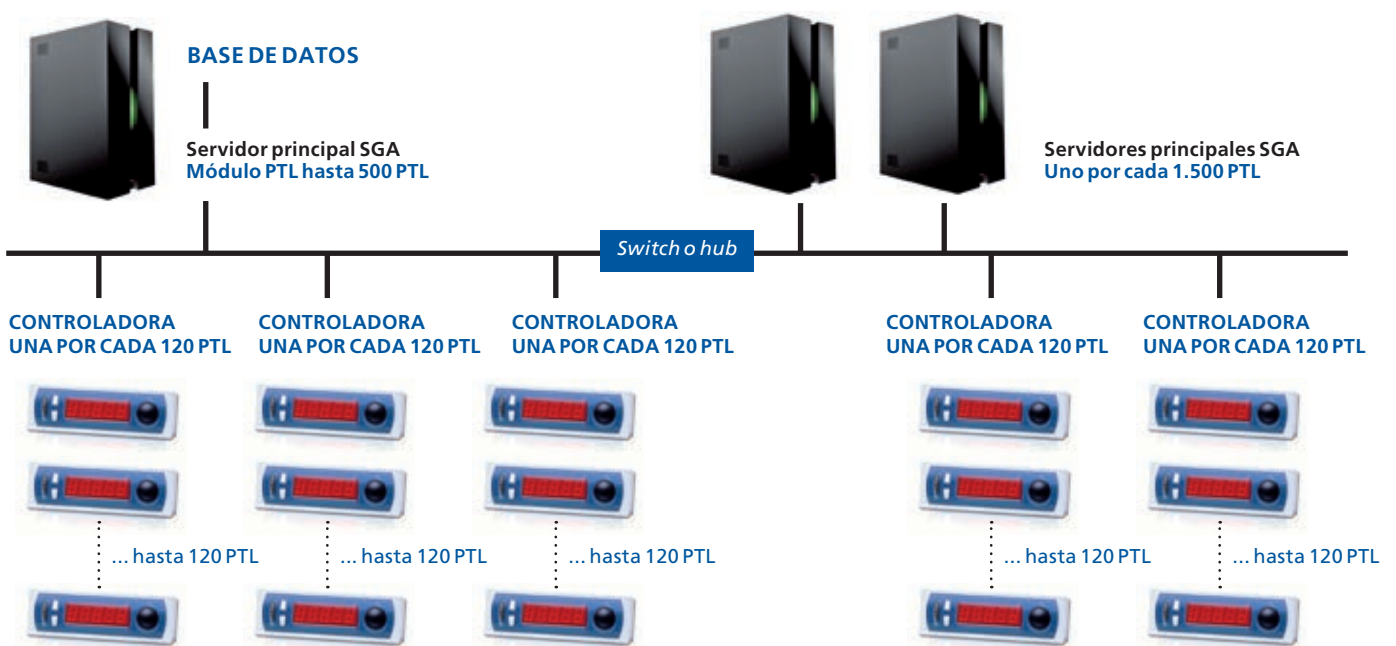 BASE DE DATOS
Servidor principal SGA
Módulo PTL hasta 500 PTL
Servidores principales SGA
Uno por cada 1.500 PTL
Switch o hub
CONTROLADORA
UNA POR CADA 120 PTL
CONTROLADORA
UNA POR CADA 120 PTL
CONTROLADORA
UNA POR CADA 120 PTL
CONTROLADORA
UNA POR CADA 120 PTL
CONTROLADORA
UNA POR CADA 120 PTL
... hasta 120 PTL
... hasta 120 PTL
... hasta 120 PTL
... hasta 120 PTL
... hasta 120 PTL